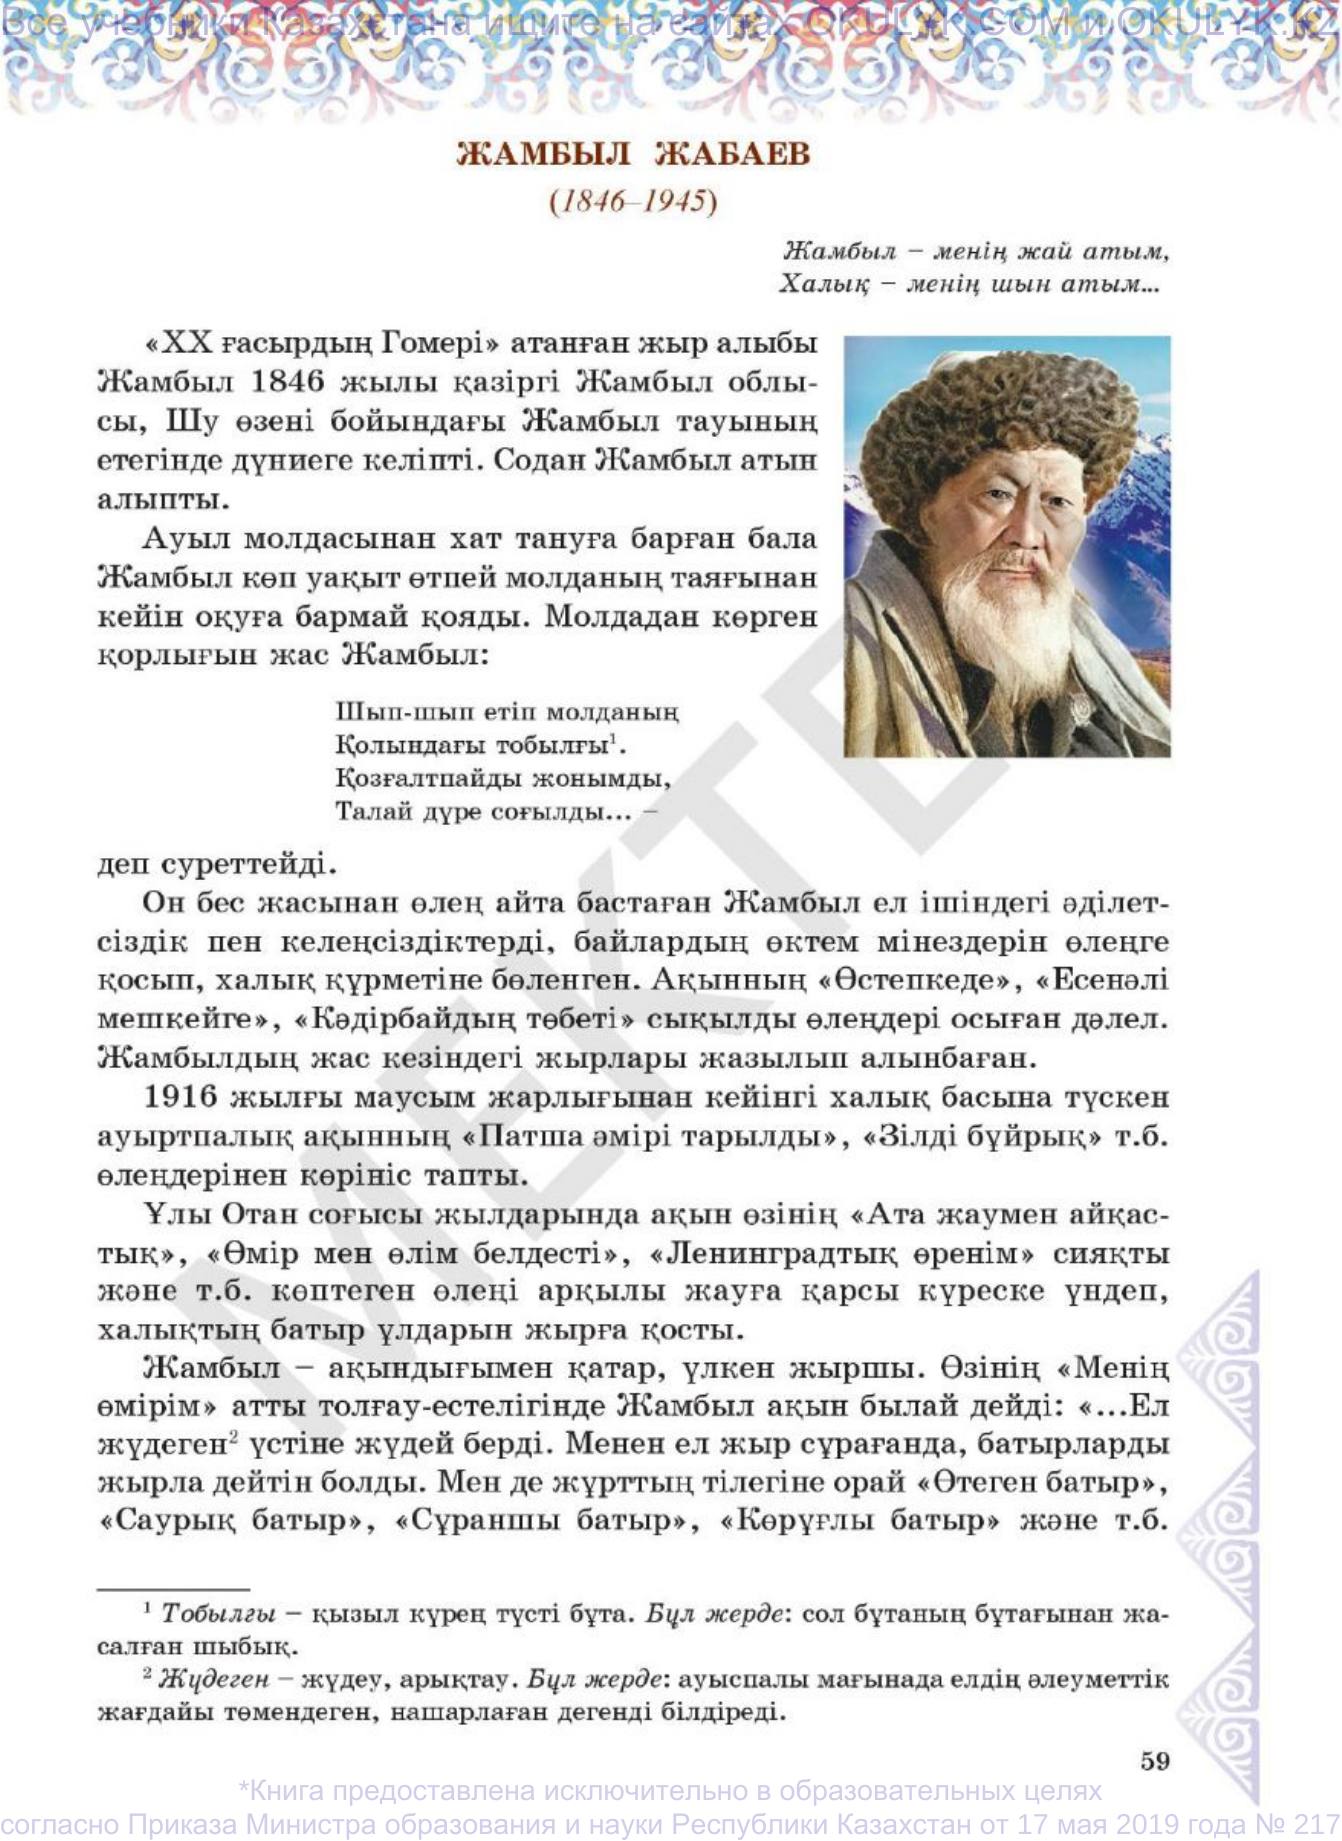 Все учебники Казахстана ищите на сайтах OKULYK.COM и OKULYK.KZ
ЖАМБЫЛ ЖАБАЕВ
(1846–1945)
Жамбыл – менің жай атым,
Халық – менің шын атым...
«ХХ ғасырдың Гомері» атанған жыр алыбы
Жамбыл 1846 жылы қазіргі Жамбыл облы-
сы, Шу өзені бойындағы Жамбыл тауының
етегінде дүниеге келіпті. Содан Жамбыл атын
алыпты.
Ауыл молдасынан хат тануға барған бала
Жамбыл көп уақыт өтпей молданың таяғынан
кейін оқуға бармай қояды. Молдадан көрген
қорлығын жас Жамбыл:
Шып-шып етіп молданың
Қолындағы тобылғы¹.
Қозғалтпайды жонымды,
Талай дүре соғылды... –
деп суреттейді.
Он бес жасынан өлең айта бастаған Жамбыл ел ішіндегі әділет-
сіздік пен келеңсіздіктерді, байлардың өктем мінездерін өлеңге
қосып, халық құрметіне бөленген. Ақынның «Өстепкеде», «Есенәлі
мешкейге», «Кәдірбайдың төбеті» сықылды өлеңдері осыған дәлел.
Жамбылдың жас кезіндегі жырлары жазылып алынбаған.
1916 жылғы маусым жарлығынан кейінгі халық басына түскен
ауыртпалық ақынның «Патша әмірі тарылды», «Зілді бұйрық» т.б.
өлеңдерінен көрініс тапты.
Ұлы Отан соғысы жылдарында ақын өзінің «Ата жаумен айқас-
тық», «Өмір мен өлім белдесті», «Ленинградтық өренім» сияқты
және т.б. көптеген өлеңі арқылы жауға қарсы күреске үндеп,
халықтың батыр ұлдарын жырға қосты.
Жамбыл – ақындығымен қатар, үлкен жыршы. Өзінің «Менің
өмірім» атты толғау-естелігінде Жамбыл ақын былай дейді: «...Ел
жүдеген² үстіне жүдей берді. Менен ел жыр сұрағанда, батырларды
жырла дейтін болды. Мен де жұрттың тілегіне орай «Өтеген батыр»,
«Саурық батыр», «Сұраншы батыр», «Көрұғлы батыр» және т.б.
¹ Тобылғы – қызыл күрең түсті бұта. Бұл жерде: сол бұтаның бұтағынан жа-
салған шыбық.
² Жүдеген – жүдеу, арықтау. Бұл жерде: ауыспалы мағынада елдің әлеуметтік
жағдайы төмендеген, нашарлаған дегенді білдіреді.
59
МЕКТЕП
*Книга предоставлена исключительно в образовательных целях
согласно Приказа Министра образования и науки Республики Казахстан от 17 мая 2019 года № 217